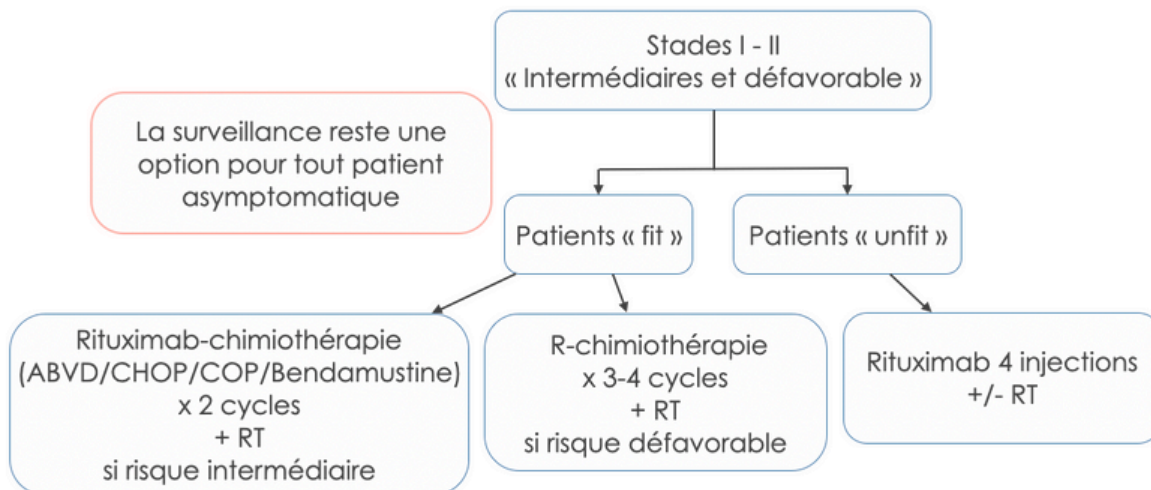 Stades I - II
« Intermédiaires et défavorable »
La surveillance reste une
option pour tout patient
asymptomatique
Patients « fit »
Patients « unfit »
Rituximab-chimiothérapie
(ABVD/CHOP/COP/Bendamustine)
x 2 cycles
+ RT
si risque intermédiaire
R-chimiothérapie
x 3-4 cycles
+ RT
si risque défavorable
Rituximab 4 injections
+/- RT